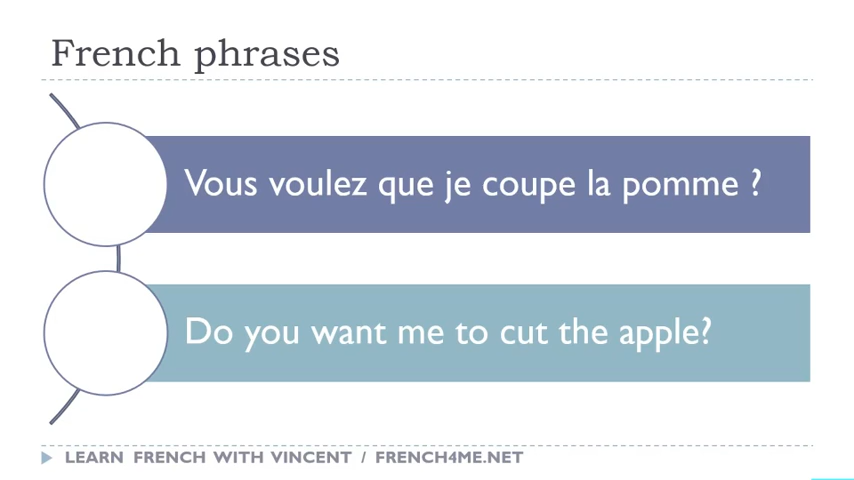 French phrases
Vous voulez que je coupe la pomme ?
Do you want me to cut the apple?
LEARN FRENCH WITH VINCENT / FRENCH4ME.NET